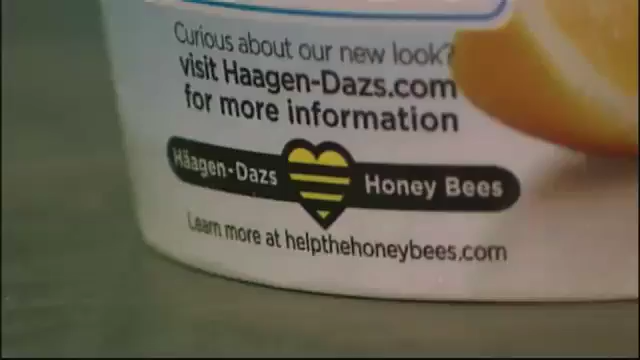 Curious about our new look?
visit Haagen-Dazs.com
for more information
Häagen-Dazs Honey Bees
Learn more at helpthehoneybees.com